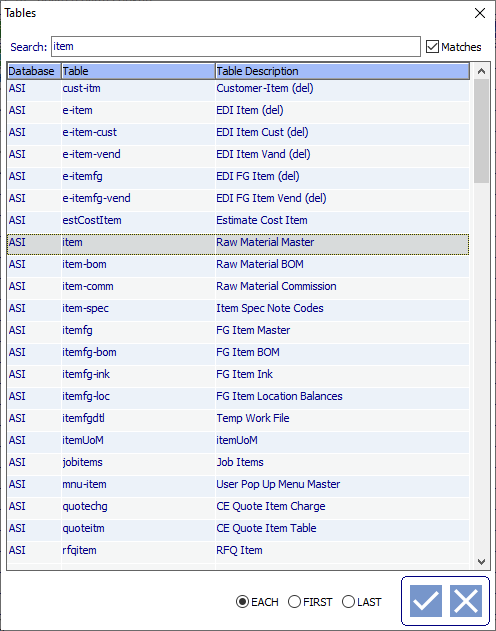 Tables
Search: item Matches
Database Table Table Description
ASI cust-itm Customer-Item (del)
ASI e-item EDI Item (del)
ASI e-item-cust EDI Item Cust (del)
ASI e-item-vend EDI Item Vand (del)
ASI e-itemfg EDI FG Item (del)
ASI e-itemfg-vend EDI FG Item Vend (del)
ASI estCostItem Estimate Cost Item
ASI item Raw Material Master
ASI item-bom Raw Material BOM
ASI item-comm Raw Material Commission
ASI item-spec Item Spec Note Codes
ASI itemfg FG Item Master
ASI itemfg-bom FG Item BOM
ASI itemfg-ink FG Item Ink
ASI itemfg-loc FG Item Location Balances
ASI itemfgdtl Temp Work File
ASI itemUoM itemUoM
ASI jobitems Job Items
ASI mnu-item User Pop Up Menu Master
ASI quotechg CE Quote Item Charge
ASI quoteitm CE Quote Item Table
ASI rfqitem RFQ Item
EACH FIRST LAST